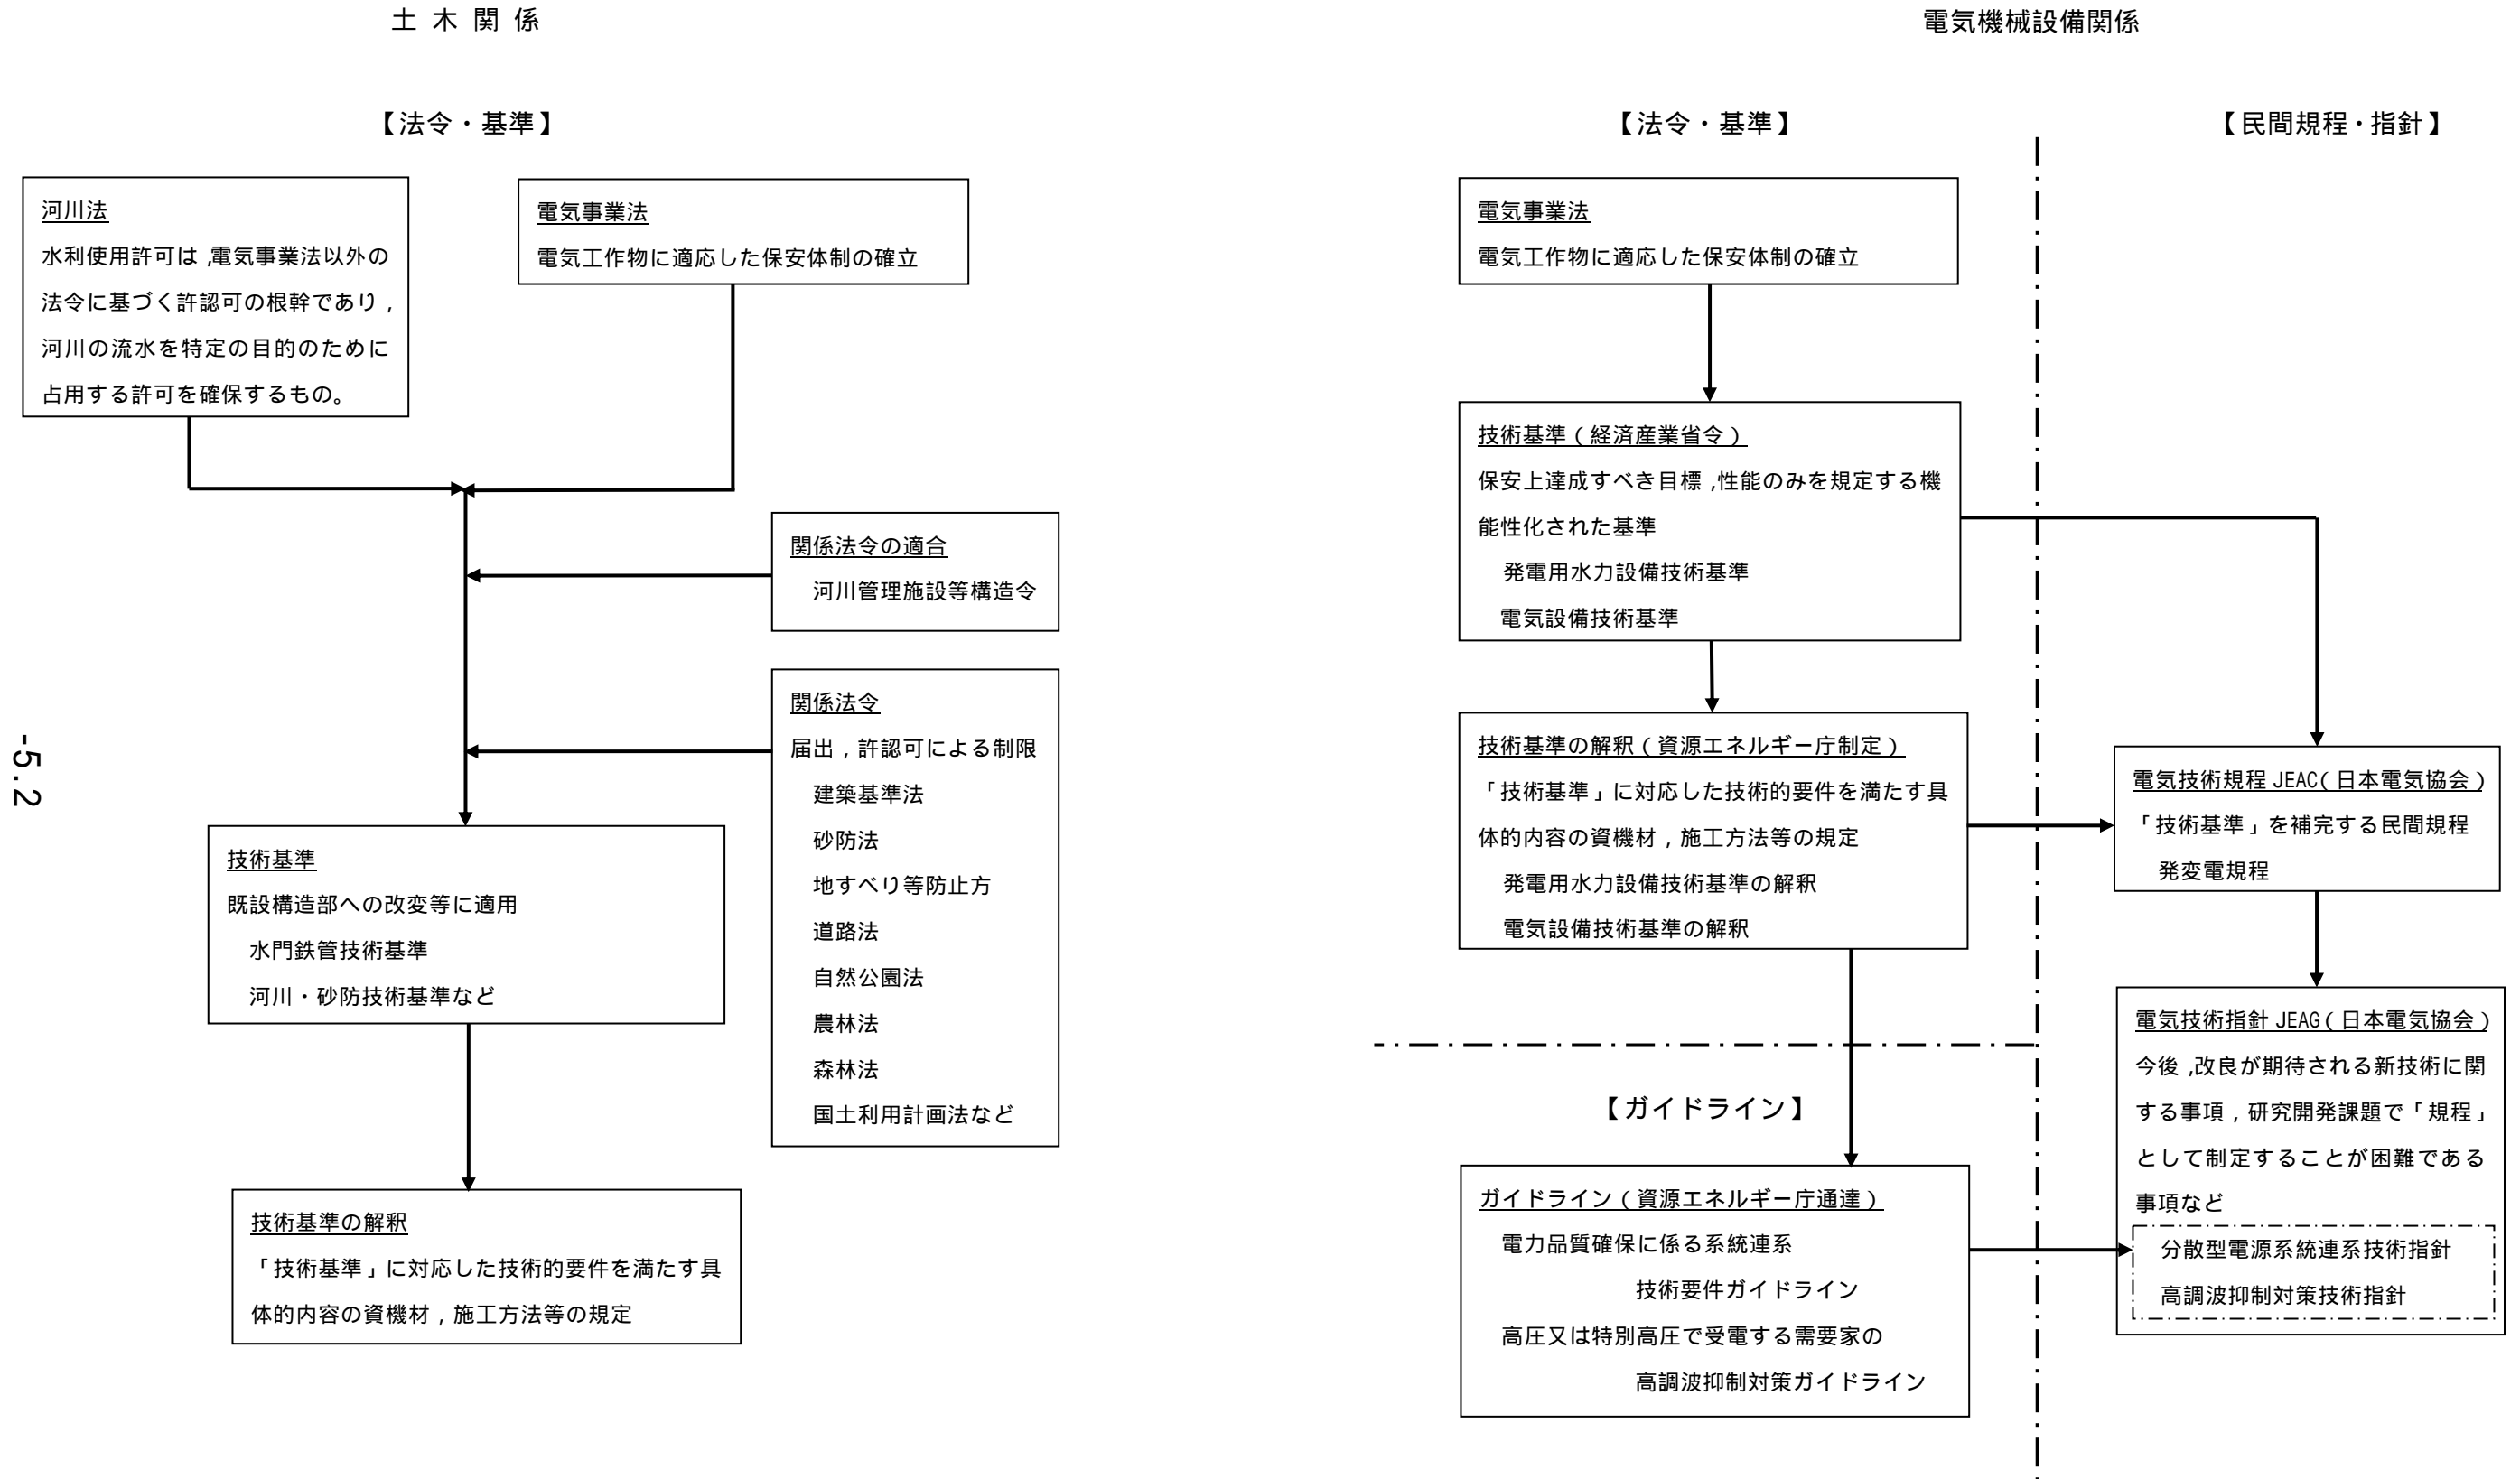 土 木 関 係
【法令・基準】
河川法
水利使用許可は,電気事業法以外の
法令に基づく許認可の根幹であり,
河川の流水を特定の目的のために
占用する許可を確保するもの。
電気事業法
電気工作物に適応した保安体制の確立
関係法令の適合
河川管理施設等構造令
関係法令
届出,許認可による制限
建築基準法
砂防法
地すべり等防止方
道路法
自然公園法
農林法
森林法
国土利用計画法など
技術基準
既設構造部への改変等に適用
水門鉄管技術基準
河川・砂防技術基準など
技術基準の解釈
「技術基準」に対応した技術的要件を満たす具
体的内容の資機材,施工方法等の規定
-5.2
電気機械設備関係
【法令・基準】
電気事業法
電気工作物に適応した保安体制の確立
技術基準(経済産業省令)
保安上達成すべき目標,性能のみを規定する機
能性化された基準
発電用水力設備技術基準
電気設備技術基準
技術基準の解釈(資源エネルギー庁制定)
「技術基準」に対応した技術的要件を満たす具
体的内容の資機材,施工方法等の規定
発電用水力設備技術基準の解釈
電気設備技術基準の解釈
【ガイドライン】
ガイドライン(資源エネルギー庁通達)
電力品質確保に係る系統連系
技術要件ガイドライン
高圧又は特別高圧で受電する需要家の
高調波抑制対策ガイドライン
【民間規程・指針】
電気技術規程 JEAC(日本電気協会)
「技術基準」を補完する民間規程
発変電規程
電気技術指針 JEAG(日本電気協会)
今後,改良が期待される新技術に関
する事項,研究開発課題で「規程」
として制定することが困難である
事項など
分散型電源系統連系技術指針
高調波抑制対策技術指針